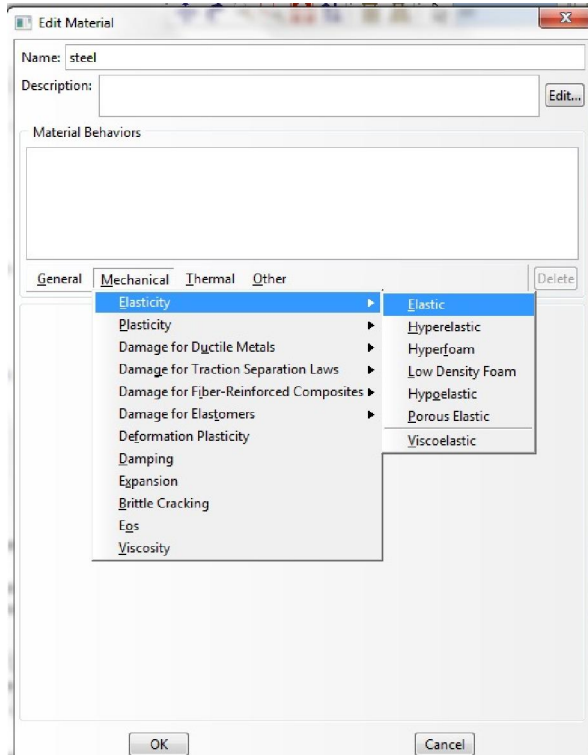 Edit Material
Name: steel
Description:
Edit...
Material Behaviors
General Mechanical Thermal Other Delete
Elasticity
Plasticity
Damage for Ductile Metals
Damage for Traction Separation Laws
Damage for Fiber-Reinforced Composites
Damage for Elastomers
Deformation Plasticity
Damping
Expansion
Brittle Cracking
Eos
Viscosity
Elastic
Hyperelastic
Hyperfoam
Low Density Foam
Hypoelastic
Porous Elastic
Viscoelastic
OK Cancel